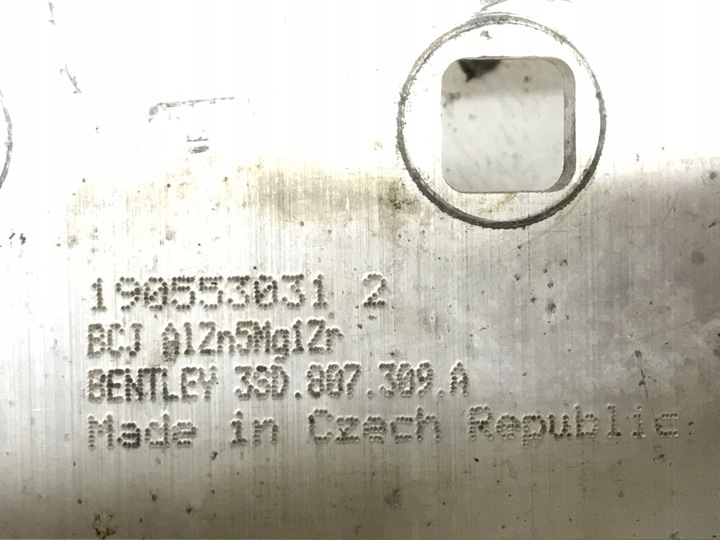 190553031 2
BCJ AlZn5Mg1Zr
BENTLEY 3SD.807.309.A
Made in Czech Republic